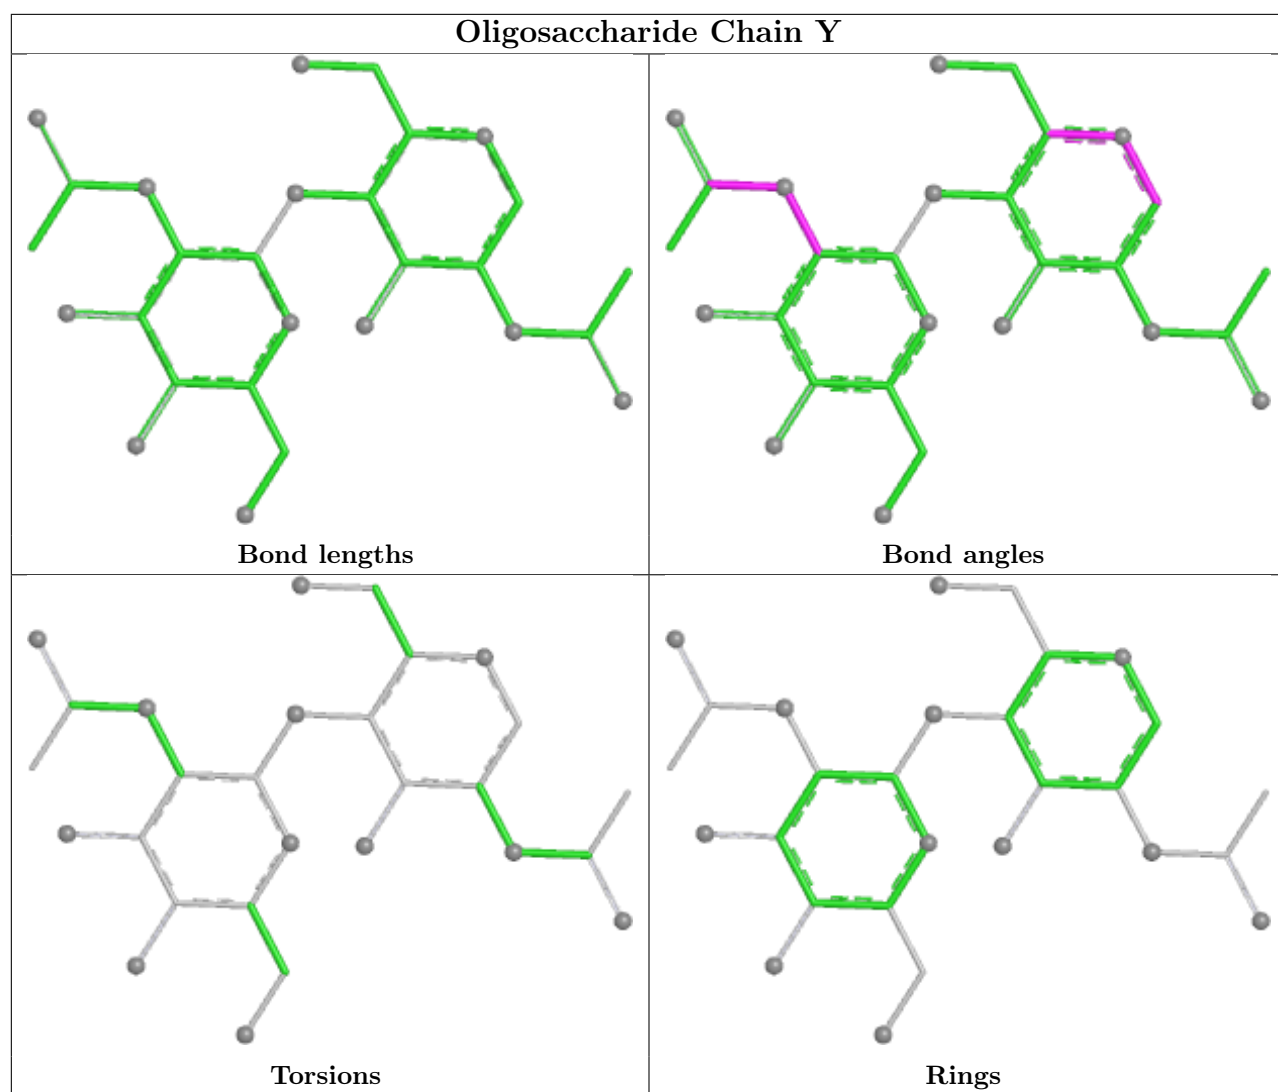 Oligosaccharide Chain Y
Bond lengths
Bond angles
Torsions
Rings